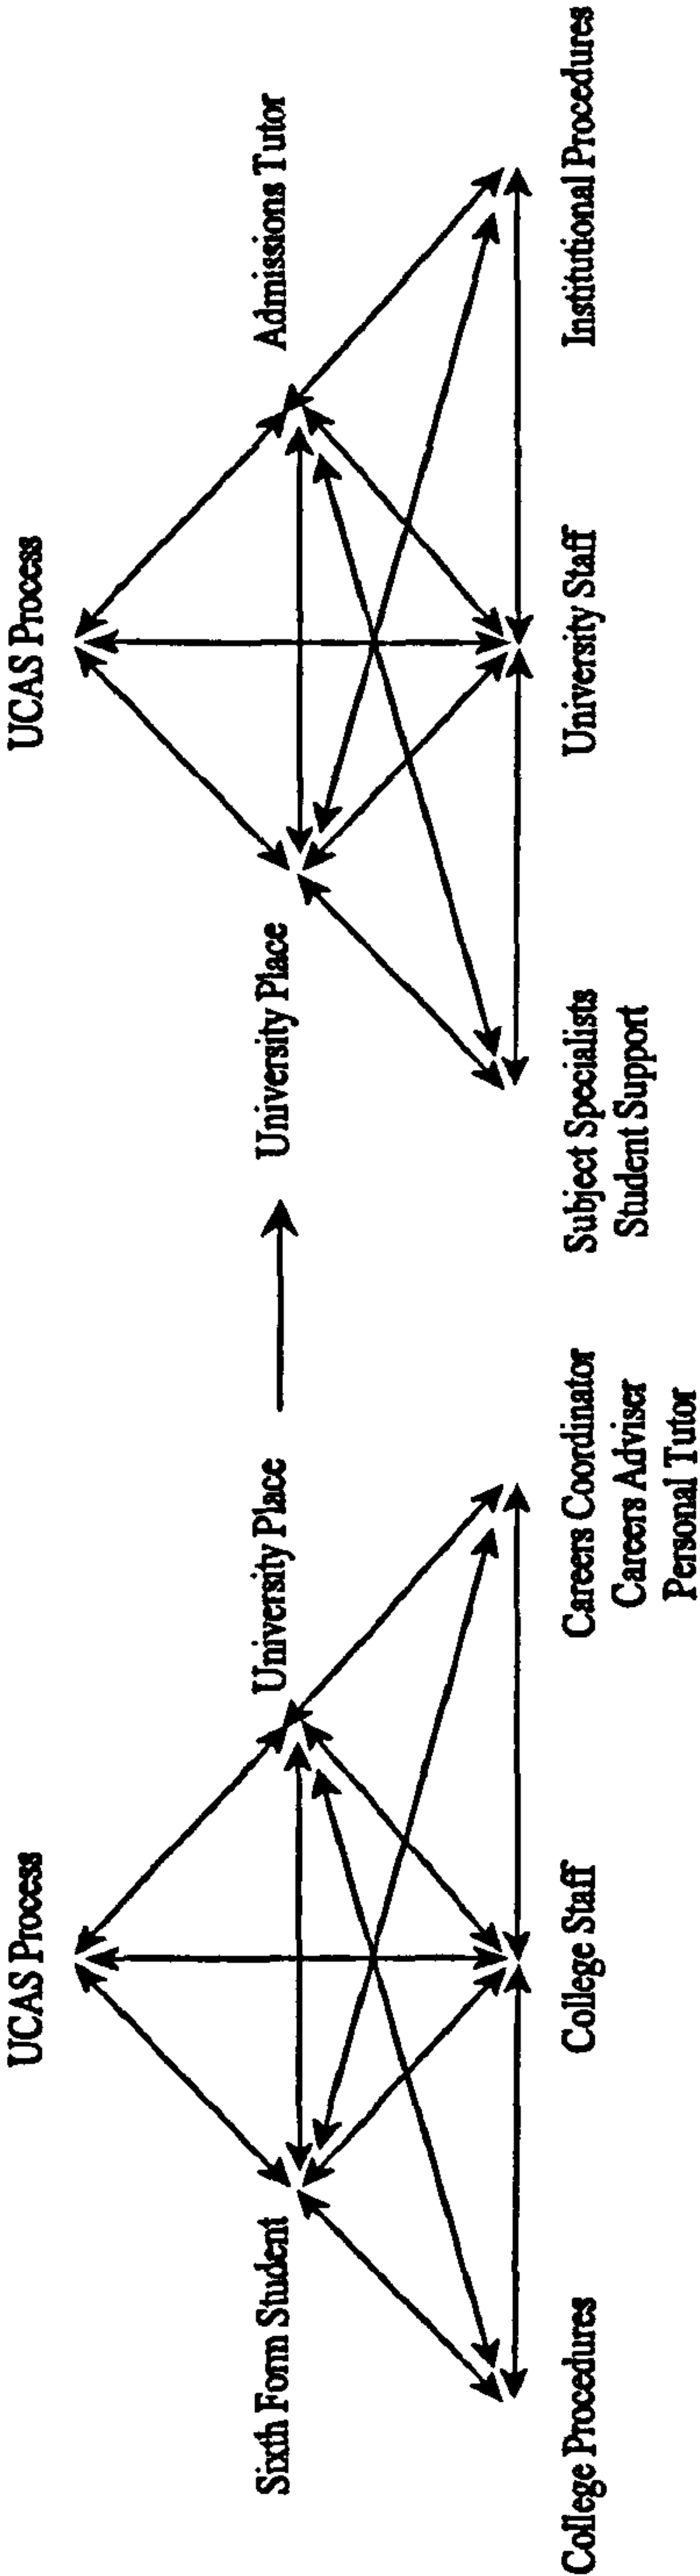 UCAS Process
Sixth Form Student
University Place
College Procedures
College Staff
Careers Coordinator
Careers Adviser
Personal Tutor
UCAS Process
University Place
Admissions Tutor
Subject Specialists
Student Support
University Staff
Institutional Procedures